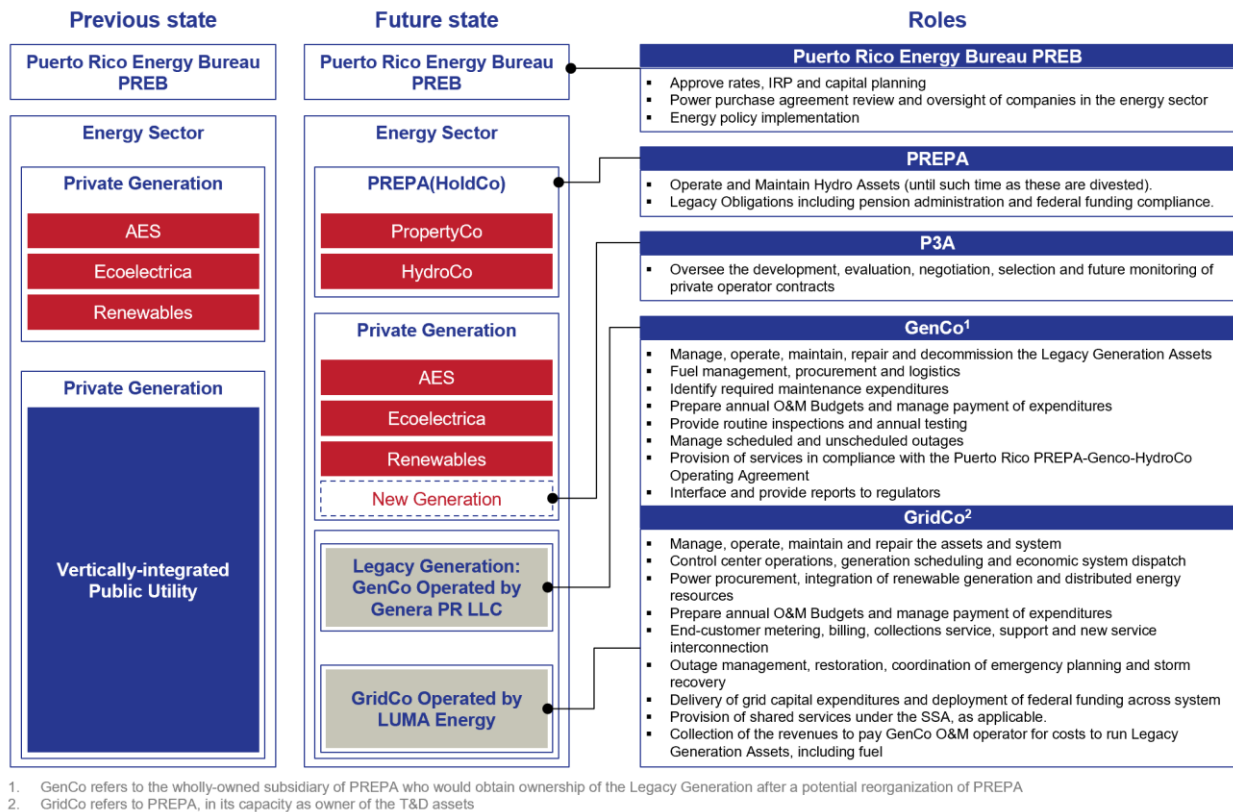 Previous state
Future state
Roles
Puerto Rico Energy Bureau
PREB
Energy Sector
Private Generation
AES
Ecoelectrica
Renewables
Private Generation
Vertically-integrated
Public Utility
Puerto Rico Energy Bureau
PREB
Energy Sector
PREPA(HoldCo)
PropertyCo
HydroCo
Private Generation
AES
Ecoelectrica
Renewables
New Generation
Legacy Generation:
GenCo Operated by
Genera PR LLC
GridCo Operated by
LUMA Energy
Puerto Rico Energy Bureau PREB
▪ Approve rates, IRP and capital planning
▪ Power purchase agreement review and oversight of companies in the energy sector
▪ Energy policy implementation
PREPA
▪ Operate and Maintain Hydro Assets (until such time as these are divested).
▪ Legacy Obligations including pension administration and federal funding compliance.
P3A
▪ Oversee the development, evaluation, negotiation, selection and future monitoring of
private operator contracts
GenCo¹
▪ Manage, operate, maintain, repair and decommission the Legacy Generation Assets
▪ Fuel management, procurement and logistics
▪ Identify required maintenance expenditures
▪ Prepare annual O&M Budgets and manage payment of expenditures
▪ Provide routine inspections and annual testing
▪ Manage scheduled and unscheduled outages
▪ Provision of services in compliance with the Puerto Rico PREPA-Genco-HydroCo
Operating Agreement
▪ Interface and provide reports to regulators
GridCo²
▪ Manage, operate, maintain and repair the assets and system
▪ Control center operations, generation scheduling and economic system dispatch
▪ Power procurement, integration of renewable generation and distributed energy
resources
▪ Prepare annual O&M Budgets and manage payment of expenditures
▪ End-customer metering, billing, collections service, support and new service
interconnection
▪ Outage management, restoration, coordination of emergency planning and storm
recovery
▪ Delivery of grid capital expenditures and deployment of federal funding across system
▪ Provision of shared services under the SSA, as applicable.
▪ Collection of the revenues to pay GenCo O&M operator for costs to run Legacy
Generation Assets, including fuel
1. GenCo refers to the wholly-owned subsidiary of PREPA who would obtain ownership of the Legacy Generation after a potential reorganization of PREPA
2. GridCo refers to PREPA, in its capacity as owner of the T&D assets